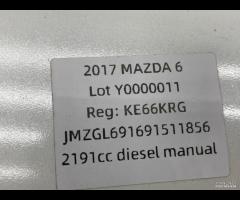 2017 MAZDA 6
Lot Y0000011
Reg: KE66KRG
JMZGL691691511856
2191cc diesel manual